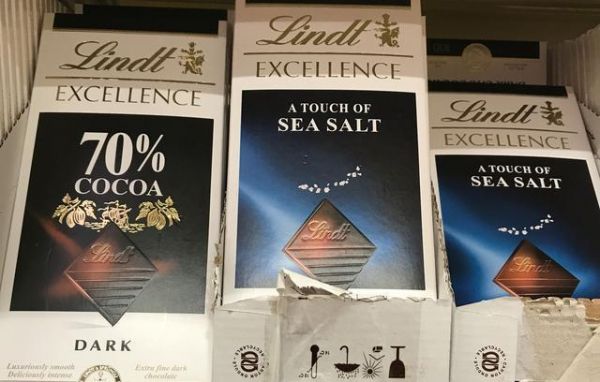 Lindt
EXCELLENCE
70%
COCOA
Lindt
DARK
Luxuriously smooth
Deliciously intense
Extra fine dark
chocolate
Lindt
EXCELLENCE
A TOUCH OF
SEA SALT
Lindt
Lindt
EXCELLENCE
A TOUCH OF
SEA SALT
Lindt